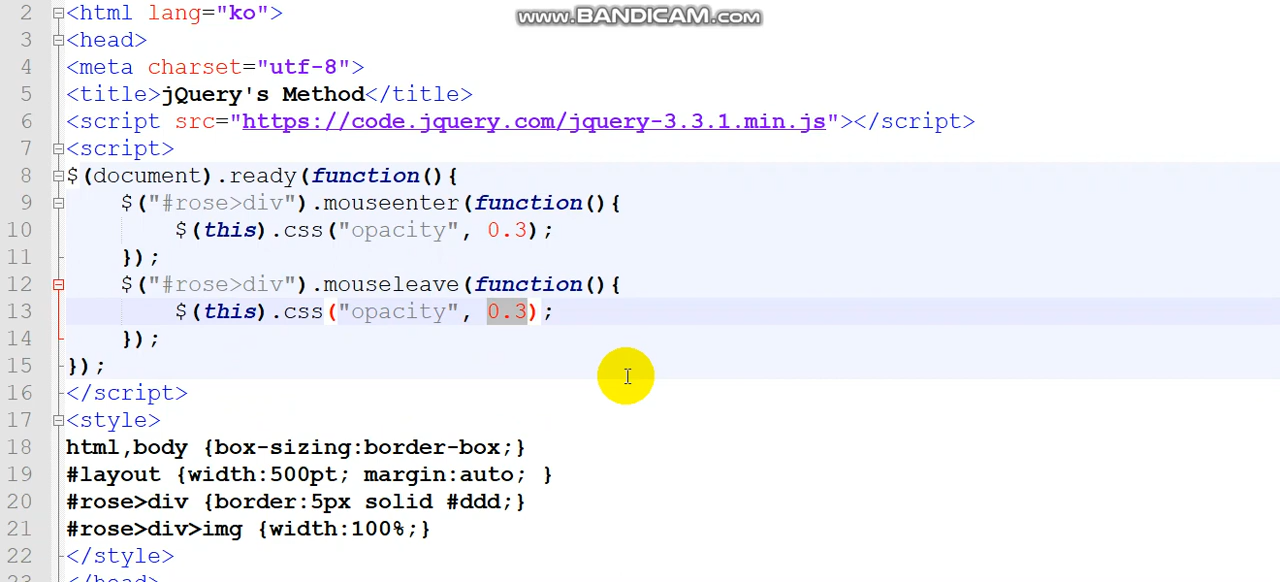 www.BANDICAM.com
2 <html lang="ko">
3 <head>
4 <meta charset="utf-8">
5 <title>jQuery's Method</title>
6 <script src="https://code.jquery.com/jquery-3.3.1.min.js"></script>
7 <script>
8 $(document).ready(function(){
9 $("#rose>div").mouseenter(function(){
10 $(this).css("opacity", 0.3);
11 });
12 $("#rose>div").mouseleave(function(){
13 $(this).css("opacity", 0.3);
14 });
15 });
16 </script>
17 <style>
18 html,body {box-sizing:border-box;}
19 #layout {width:500pt; margin:auto; }
20 #rose>div {border:5px solid #ddd;}
21 #rose>div>img {width:100%;}
22 </style>
23 </head>